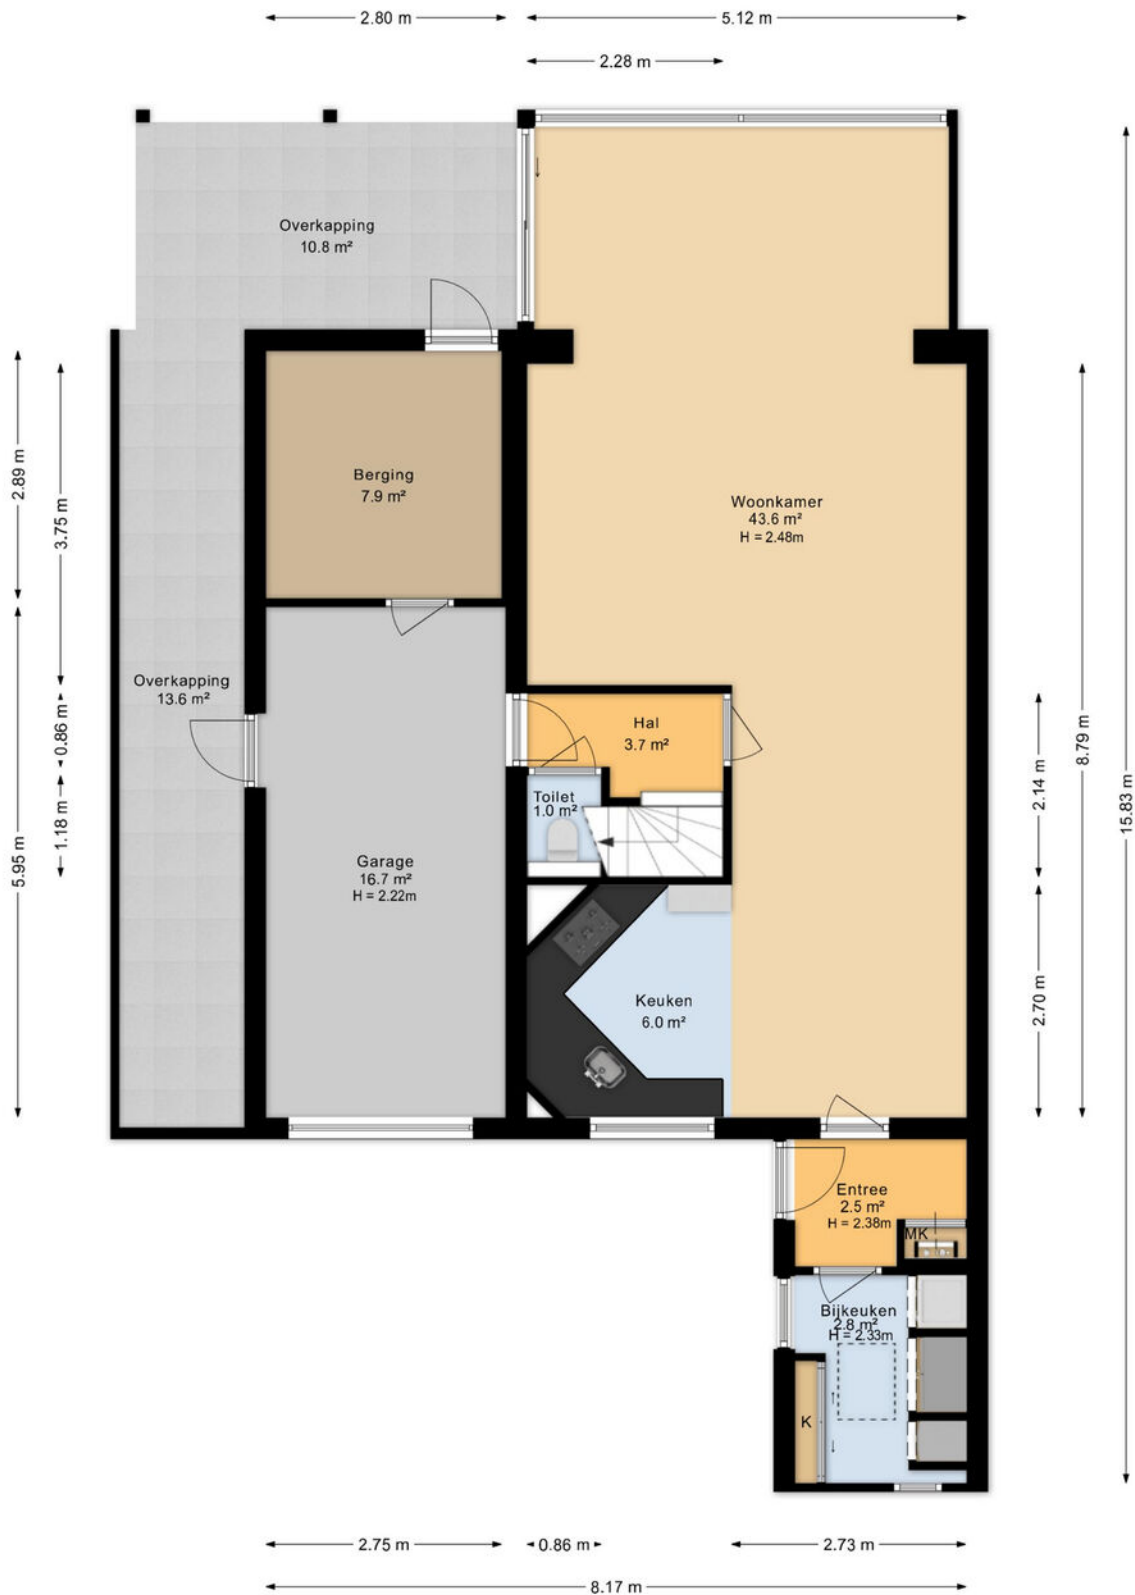 2.80 m
5.12 m
2.28 m
Overkapping
10.8 m²
2.89 m
3.75 m
Berging
7.9 m²
Woonkamer
43.6 m²
H = 2.48m
Overkapping
13.6 m²
0.86 m
Hal
3.7 m²
8.79 m
15.83 m
2.14 m
1.18 m
5.95 m
Toilet
1.0 m²
Garage
16.7 m²
H = 2.22m
Keuken
6.0 m²
2.70 m
Entree
2.5 m²
H = 2.38m
MK
Bijkeuken
2.8 m²
H = 2.33m
K
2.75 m
0.86 m
2.73 m
8.17 m